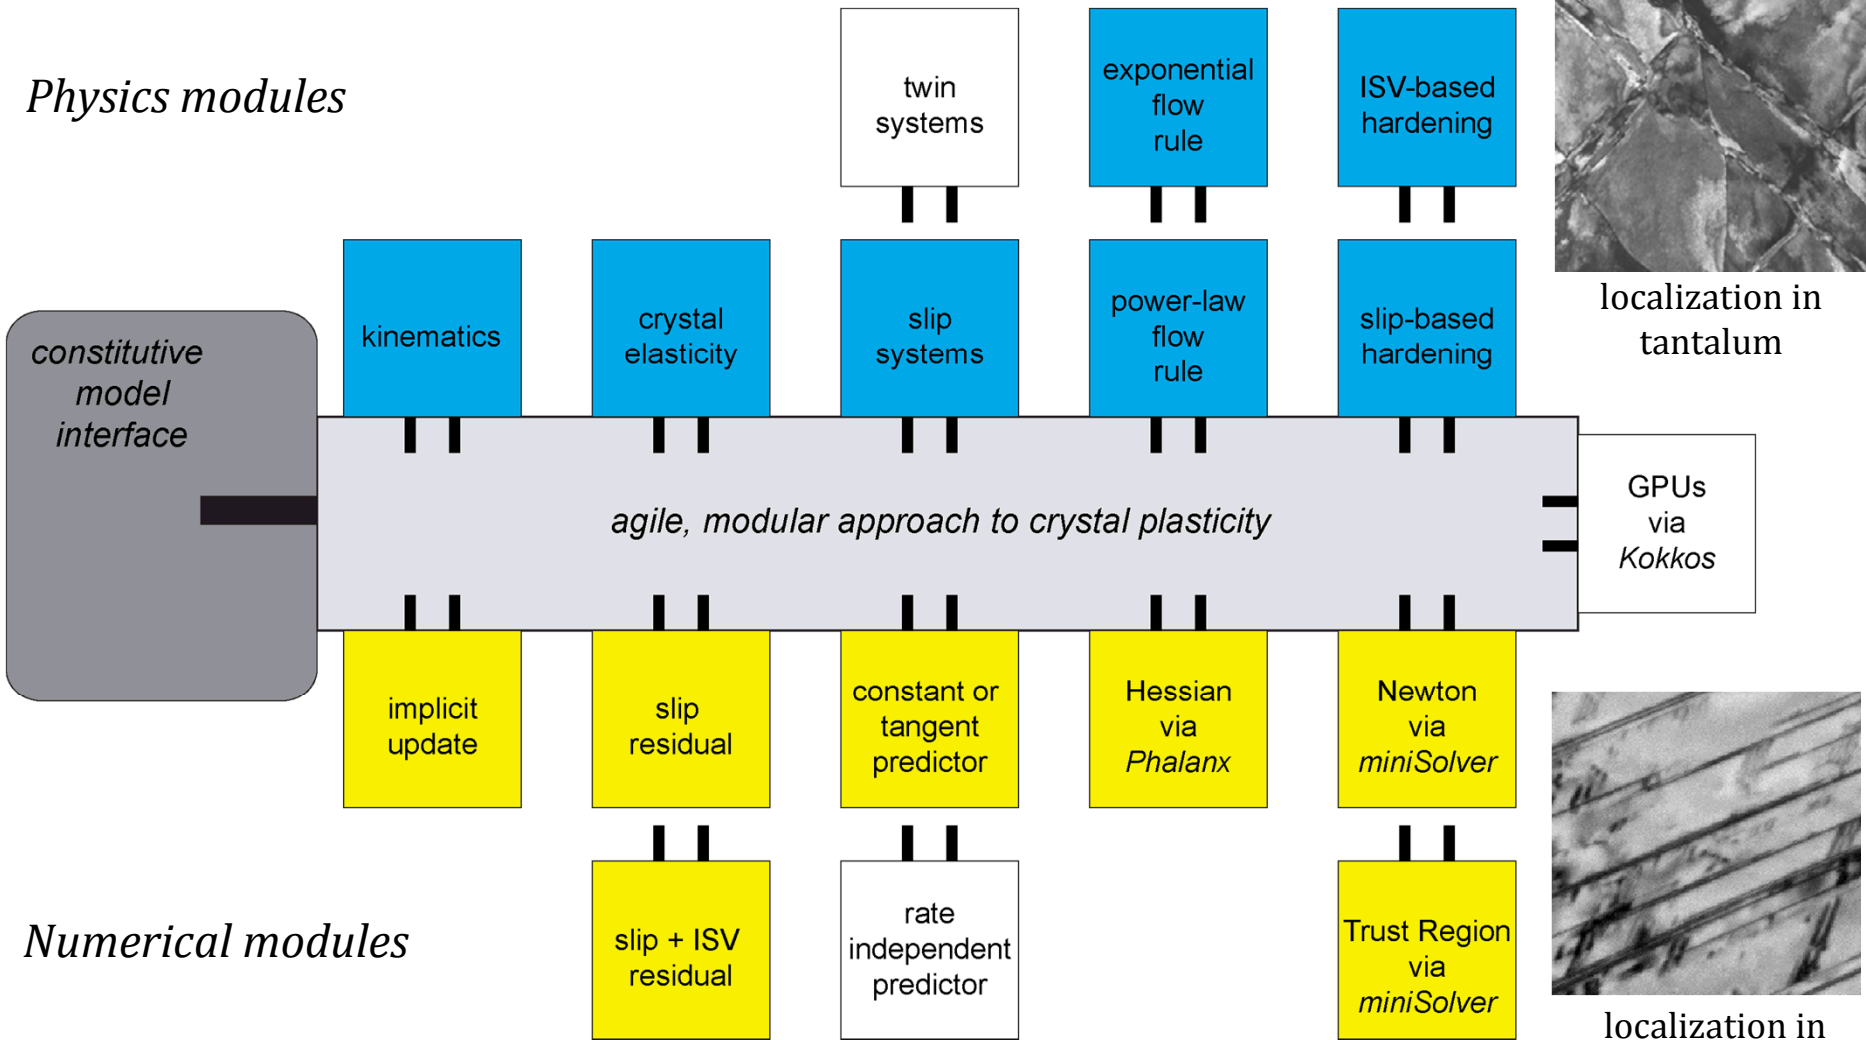 Physics modules
twin
systems
exponential
flow
rule
ISV-based
hardening
localization in
tantalum
constitutive
model
interface
kinematics
crystal
elasticity
slip
systems
power-law
flow
rule
slip-based
hardening
agile, modular approach to crystal plasticity
GPUs
via
Kokkos
implicit
update
slip
residual
constant or
tangent
predictor
Hessian
via
Phalanx
Newton
via
miniSolver
Numerical modules
slip + ISV
residual
rate
independent
predictor
Trust Region
via
miniSolver
localization in